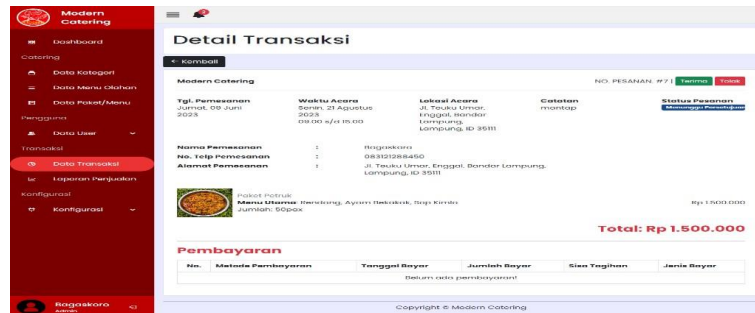 Modern
Catering
Dashboard
Catering
Data Kategori
Data Menu Olahan
Data Paket/Menu
Pengguna
Data User
Transaksi
Data Transaksi
Laporan Penjualan
Konfigurasi
Konfigurasi
Bagaskoro
Admin
Detail Transaksi
← Kembali
Modern Catering
NO. PESANAN. #7 | Terima Tolak
Tgl. Pemesanan Waktu Acara Lokasi Acara Catatan Status Pesanan
Jumat, 09 Juni Senin, 21 Agustus Jl. Teuku Umar, mantap Menunggu Persetujuan
2023 2023 Enggal, Bandar
09.00 s/d 15.00 Lampung,
Lampung, ID 35111
Nama Pemesanan : Bagaskara
No. Telp Pemesanan : 083121288450
Alamat Pemesanan : Jl. Teuku Umar, Enggal, Bandar Lampung,
Lampung, ID 35111
Paket Petruk
Menu Utama: Rendang, Ayam Bekakak, Sop Kimlo Rp 1.500.000
Jumlah: 50pax
Total: Rp 1.500.000
Pembayaran
No. Metode Pembayaran Tanggal Bayar Jumlah Bayar Sisa Tagihan Jenis Bayar
Belum ada pembayaran!
Copyright © Modern Catering